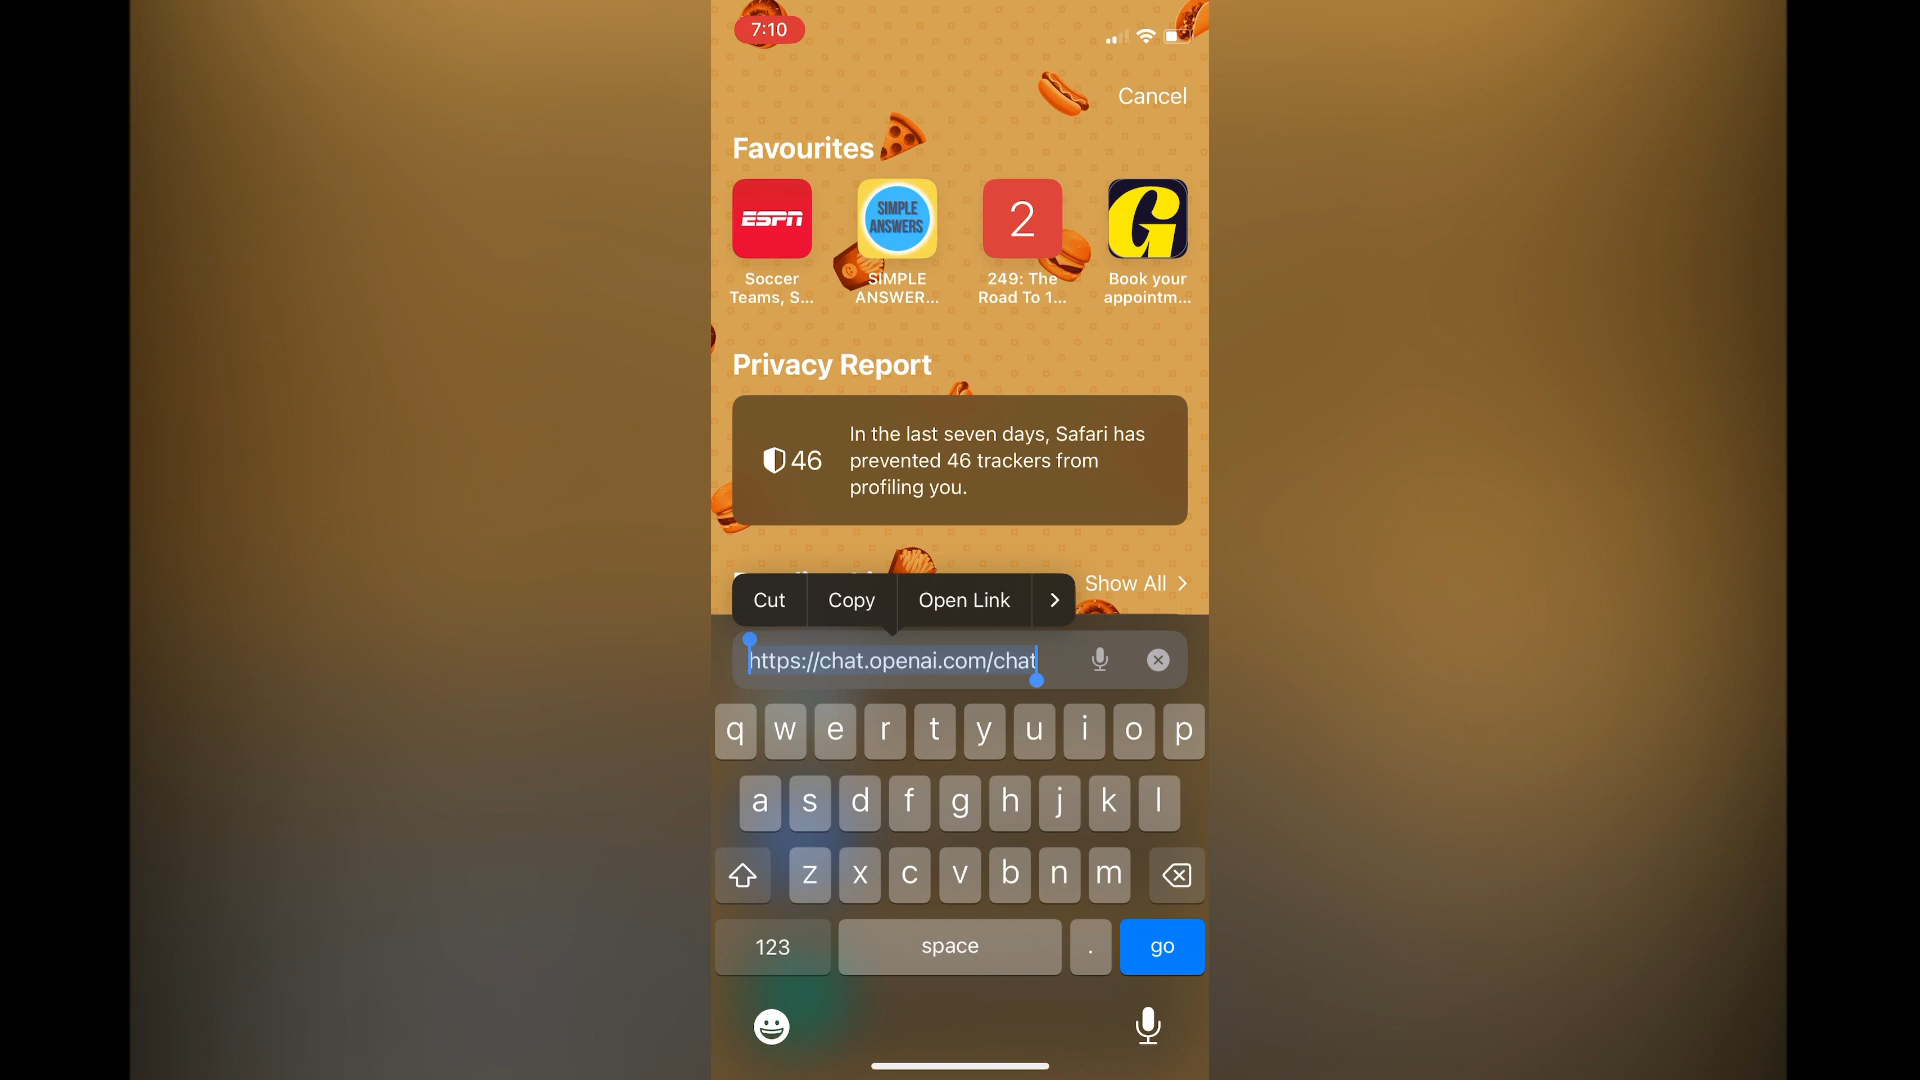 7:10
Cancel
Favourites
ESPN
SIMPLE
ANSWERS
2
G
Soccer
Teams, S...
SIMPLE
ANSWER...
249: The
Road To 1...
Book your
appointm...
Privacy Report
46
In the last seven days, Safari has
prevented 46 trackers from
profiling you.
Show All >
Cut
Copy
Open Link
https://chat.openai.com/chat
q w e r t y u i o p
a s d f g h j k l
z x c v b n m
123
space
.
go